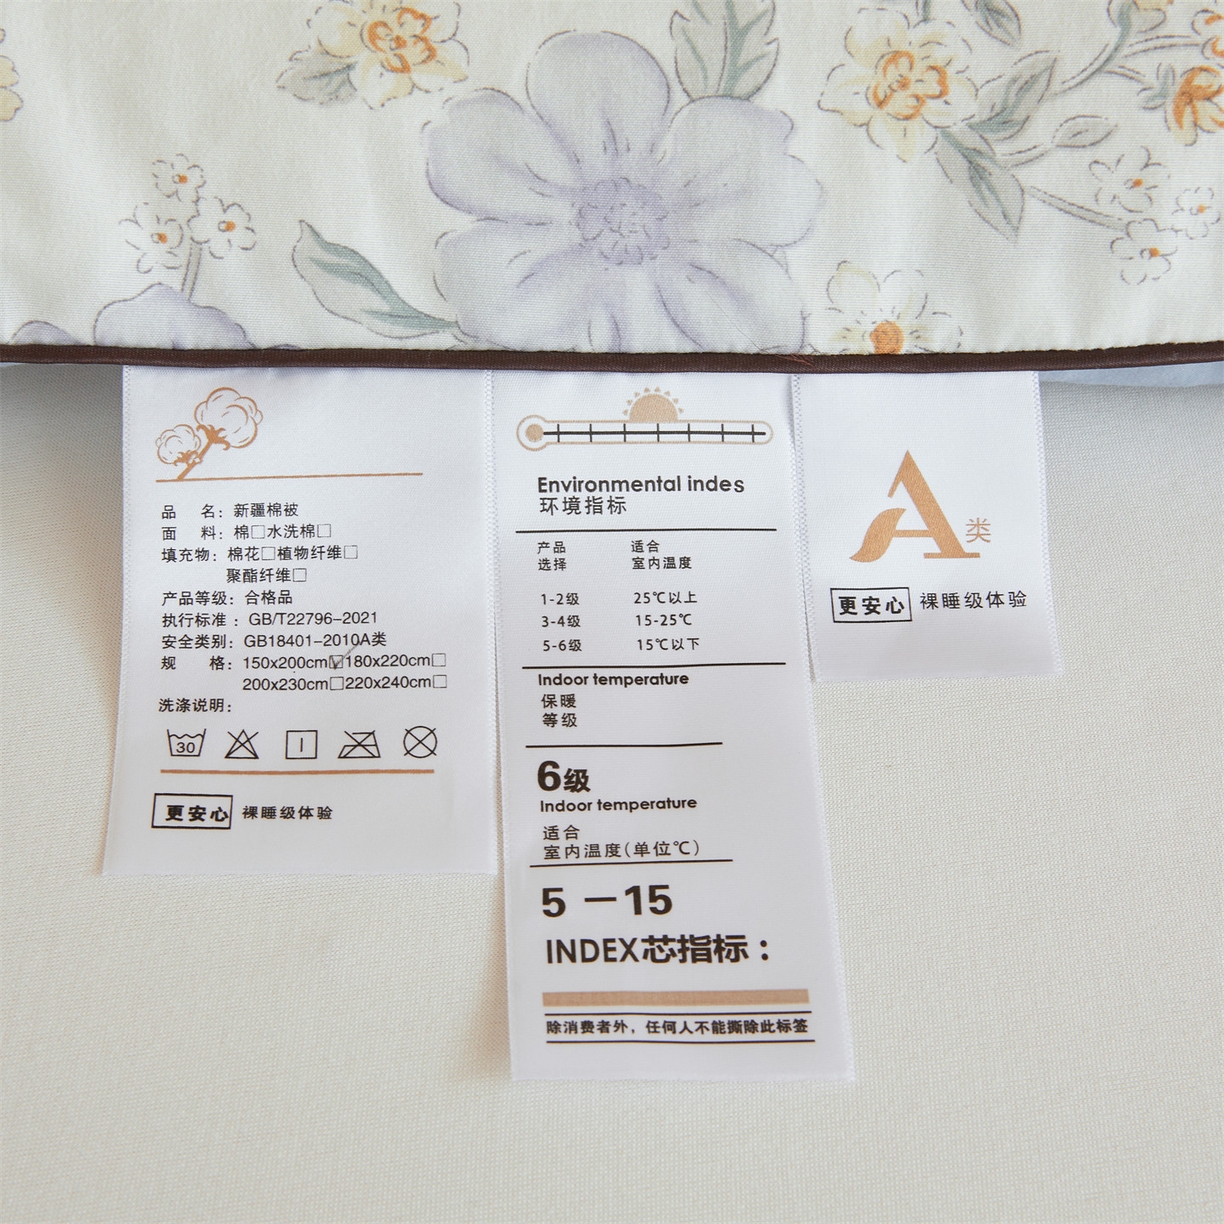 品 名：新疆棉被
面 料：棉□水洗棉□
填充物：棉花□植物纤维□
聚酯纤维□
产品等级：合格品
执行标准：GB/T22796-2021
安全类别：GB18401-2010A类
规 格：150x200cm☑180x220cm□
200x230cm□220x240cm□
洗涤说明：
30
更安心 裸睡级体验
Environmental indes
环境指标
产品 适合
选择 室内温度
1-2级 25℃以上
3-4级 15-25℃
5-6级 15℃以下
Indoor temperature
保暖
等级
6级
Indoor temperature
适合
室内温度(单位℃)
5 －15
INDEX芯指标：
除消费者外，任何人不能撕除此标签
A类
更安心 裸睡级体验